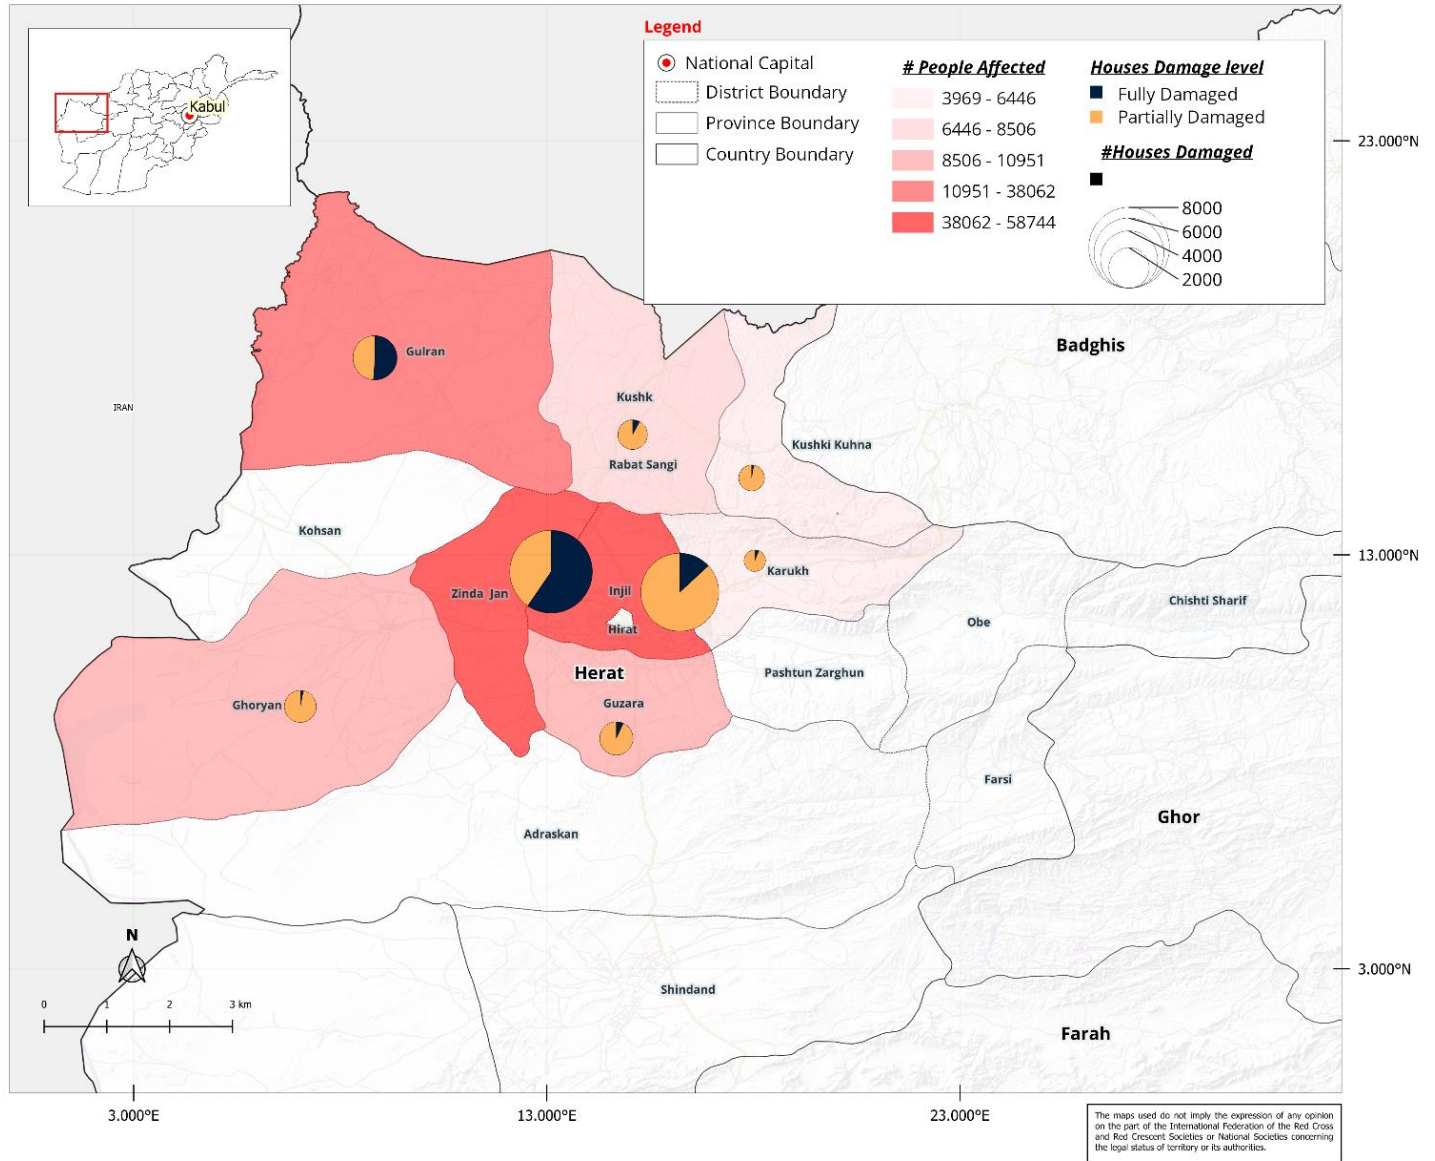 Legend
National Capital
District Boundary
Province Boundary
Country Boundary
# People Affected
3969 - 6446
6446 - 8506
8506 - 10951
10951 - 38062
38062 - 58744
Houses Damage level
Fully Damaged
Partially Damaged
#Houses Damaged
8000
6000
4000
2000
Kabul
23.000°N
Badghis
Gulran
IRAN
Kushk
Kushki Kuhna
Rabat Sangi
Kohsan
13.000°N
Karukh
Zinda Jan
Injil
Chishti Sharif
Hirat
Obe
Herat
Pashtun Zarghun
Ghoryan
Guzara
Farsi
Ghor
Adraskan
N
3.000°N
Shindand
0 1 2 3 km
Farah
3.000°E
13.000°E
23.000°E
The maps used do not imply the expression of any opinion
on the part of the International Federation of the Red Cross
and Red Crescent Societies or National Societies concerning
the legal status of territory or its authorities.